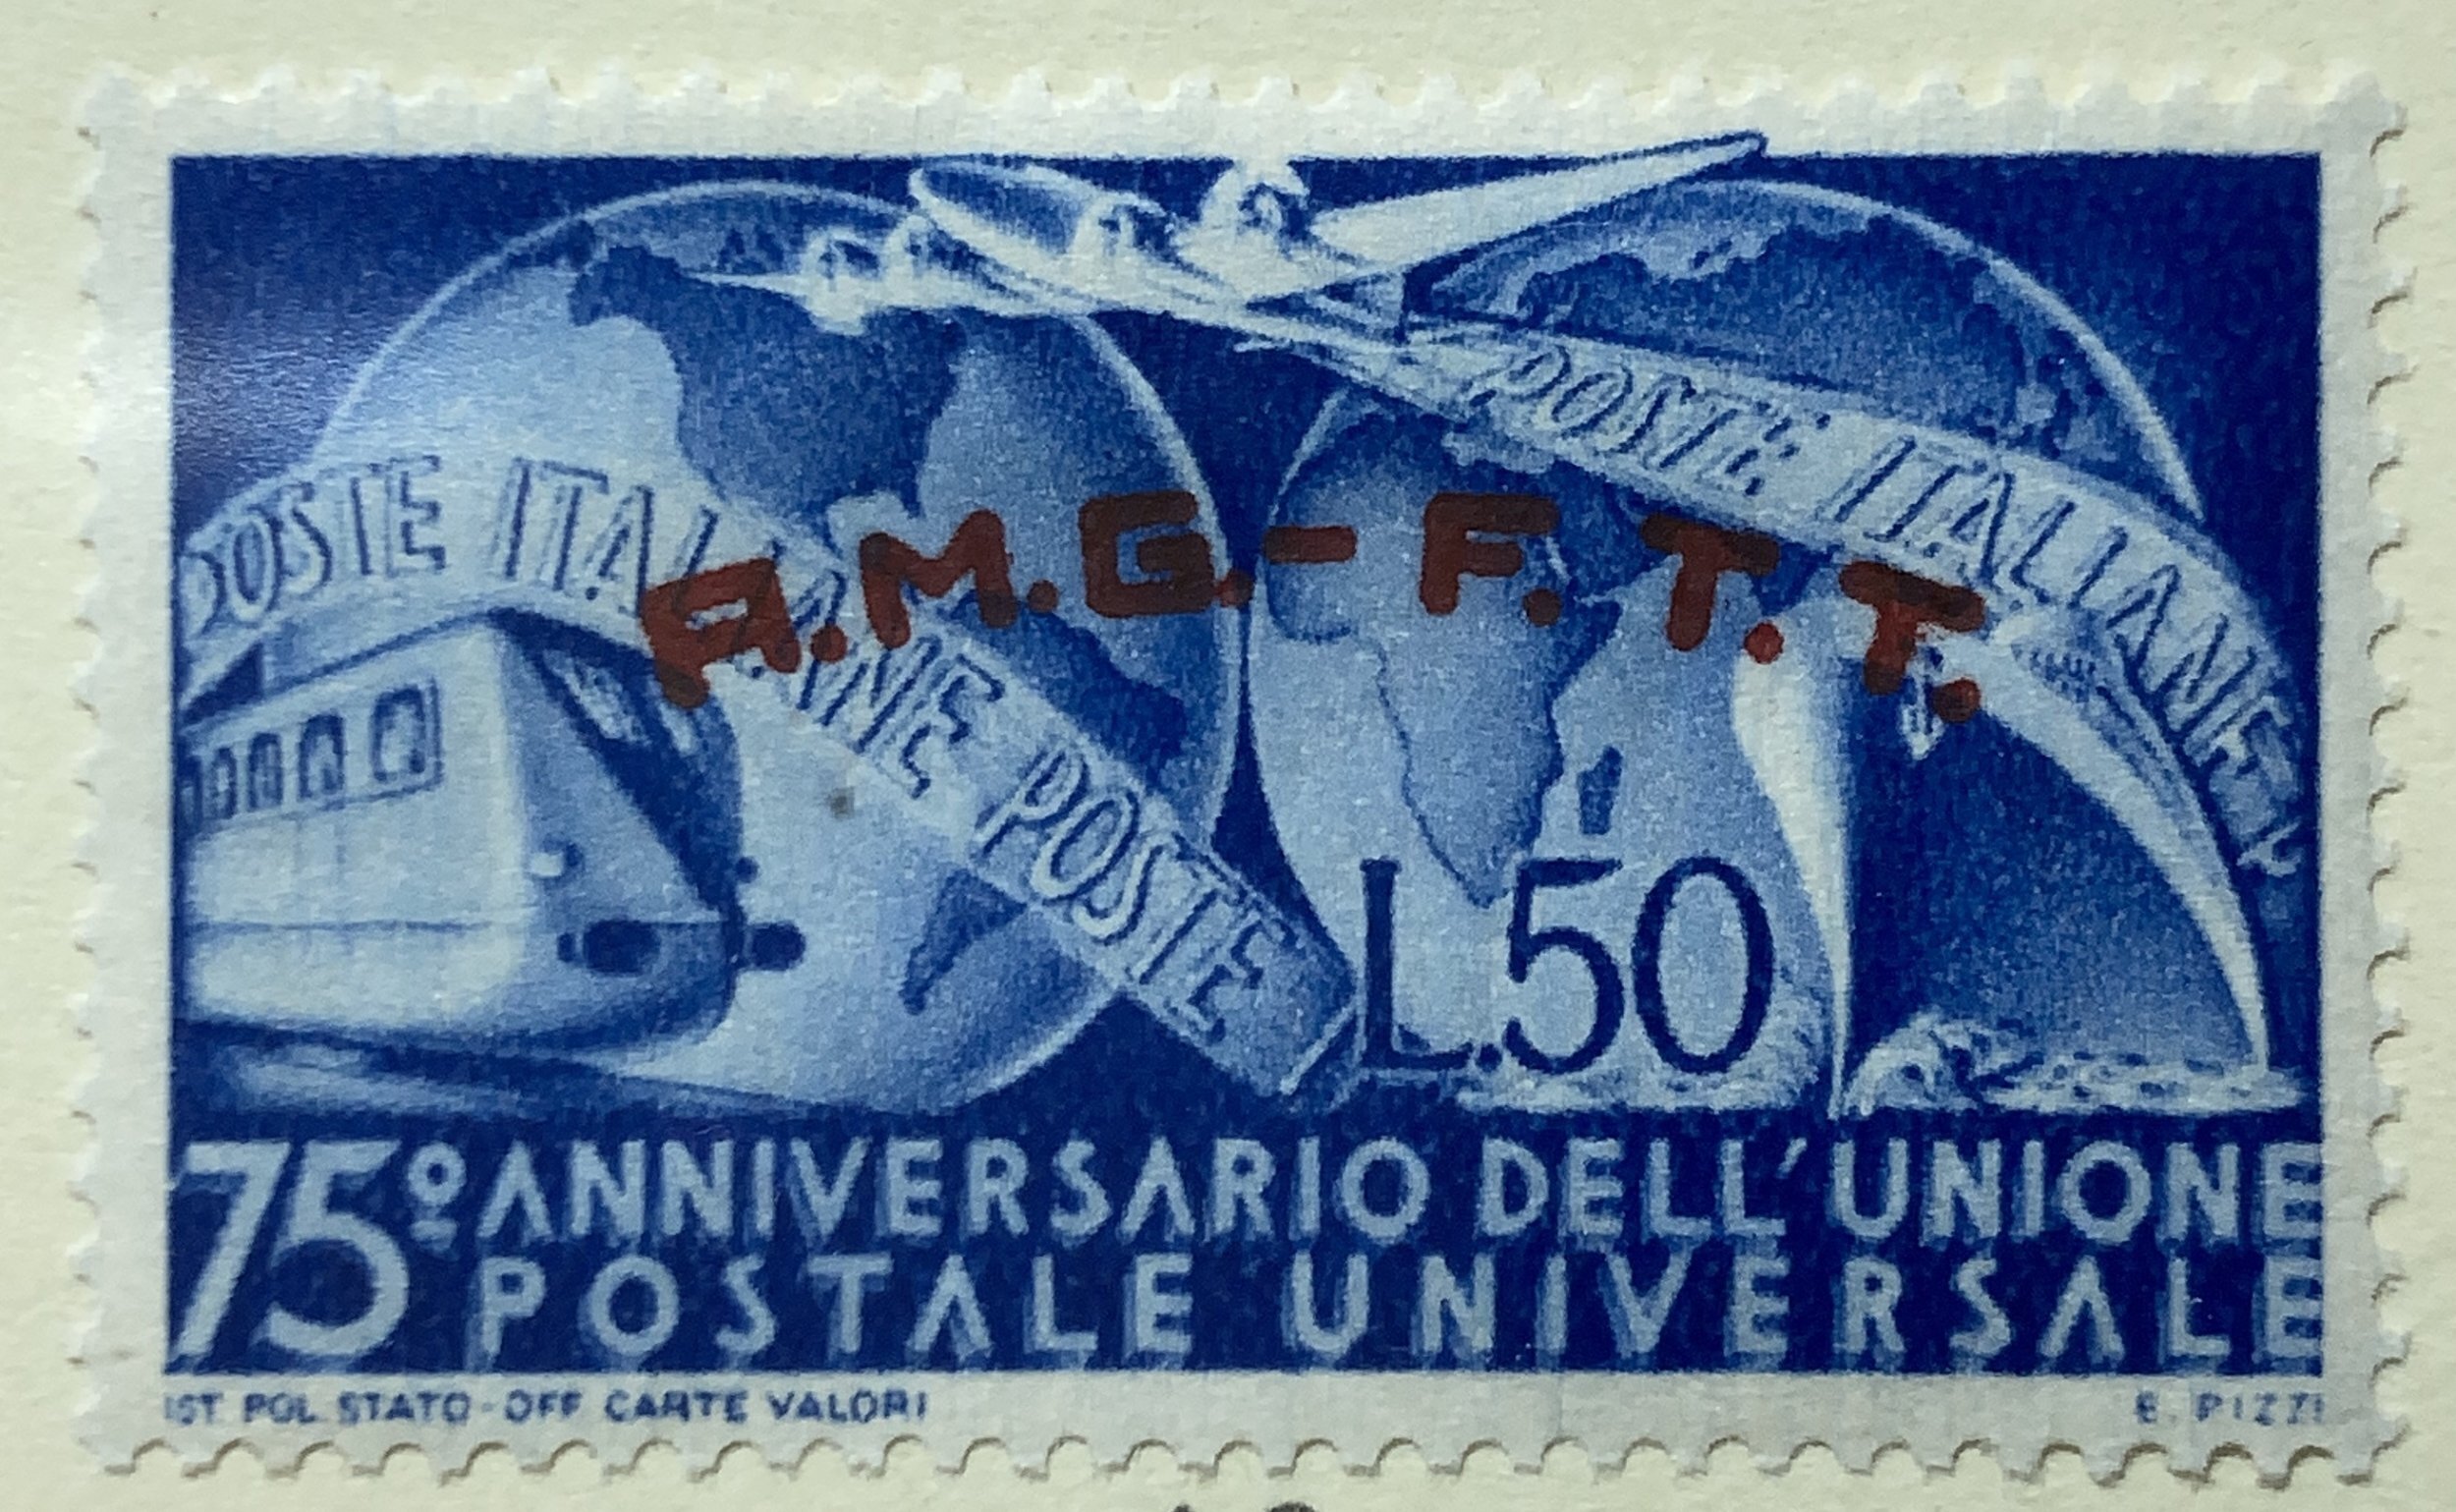 POSTE ITALIANE POSTE
POSTE ITALIANE
A.M.G.-F.T.T.
L.50
75º ANNIVERSARIO DELL'UNIONE
POSTALE UNIVERSALE
IST POL STATO-OFF CARTE VALORI
E. PIZZI